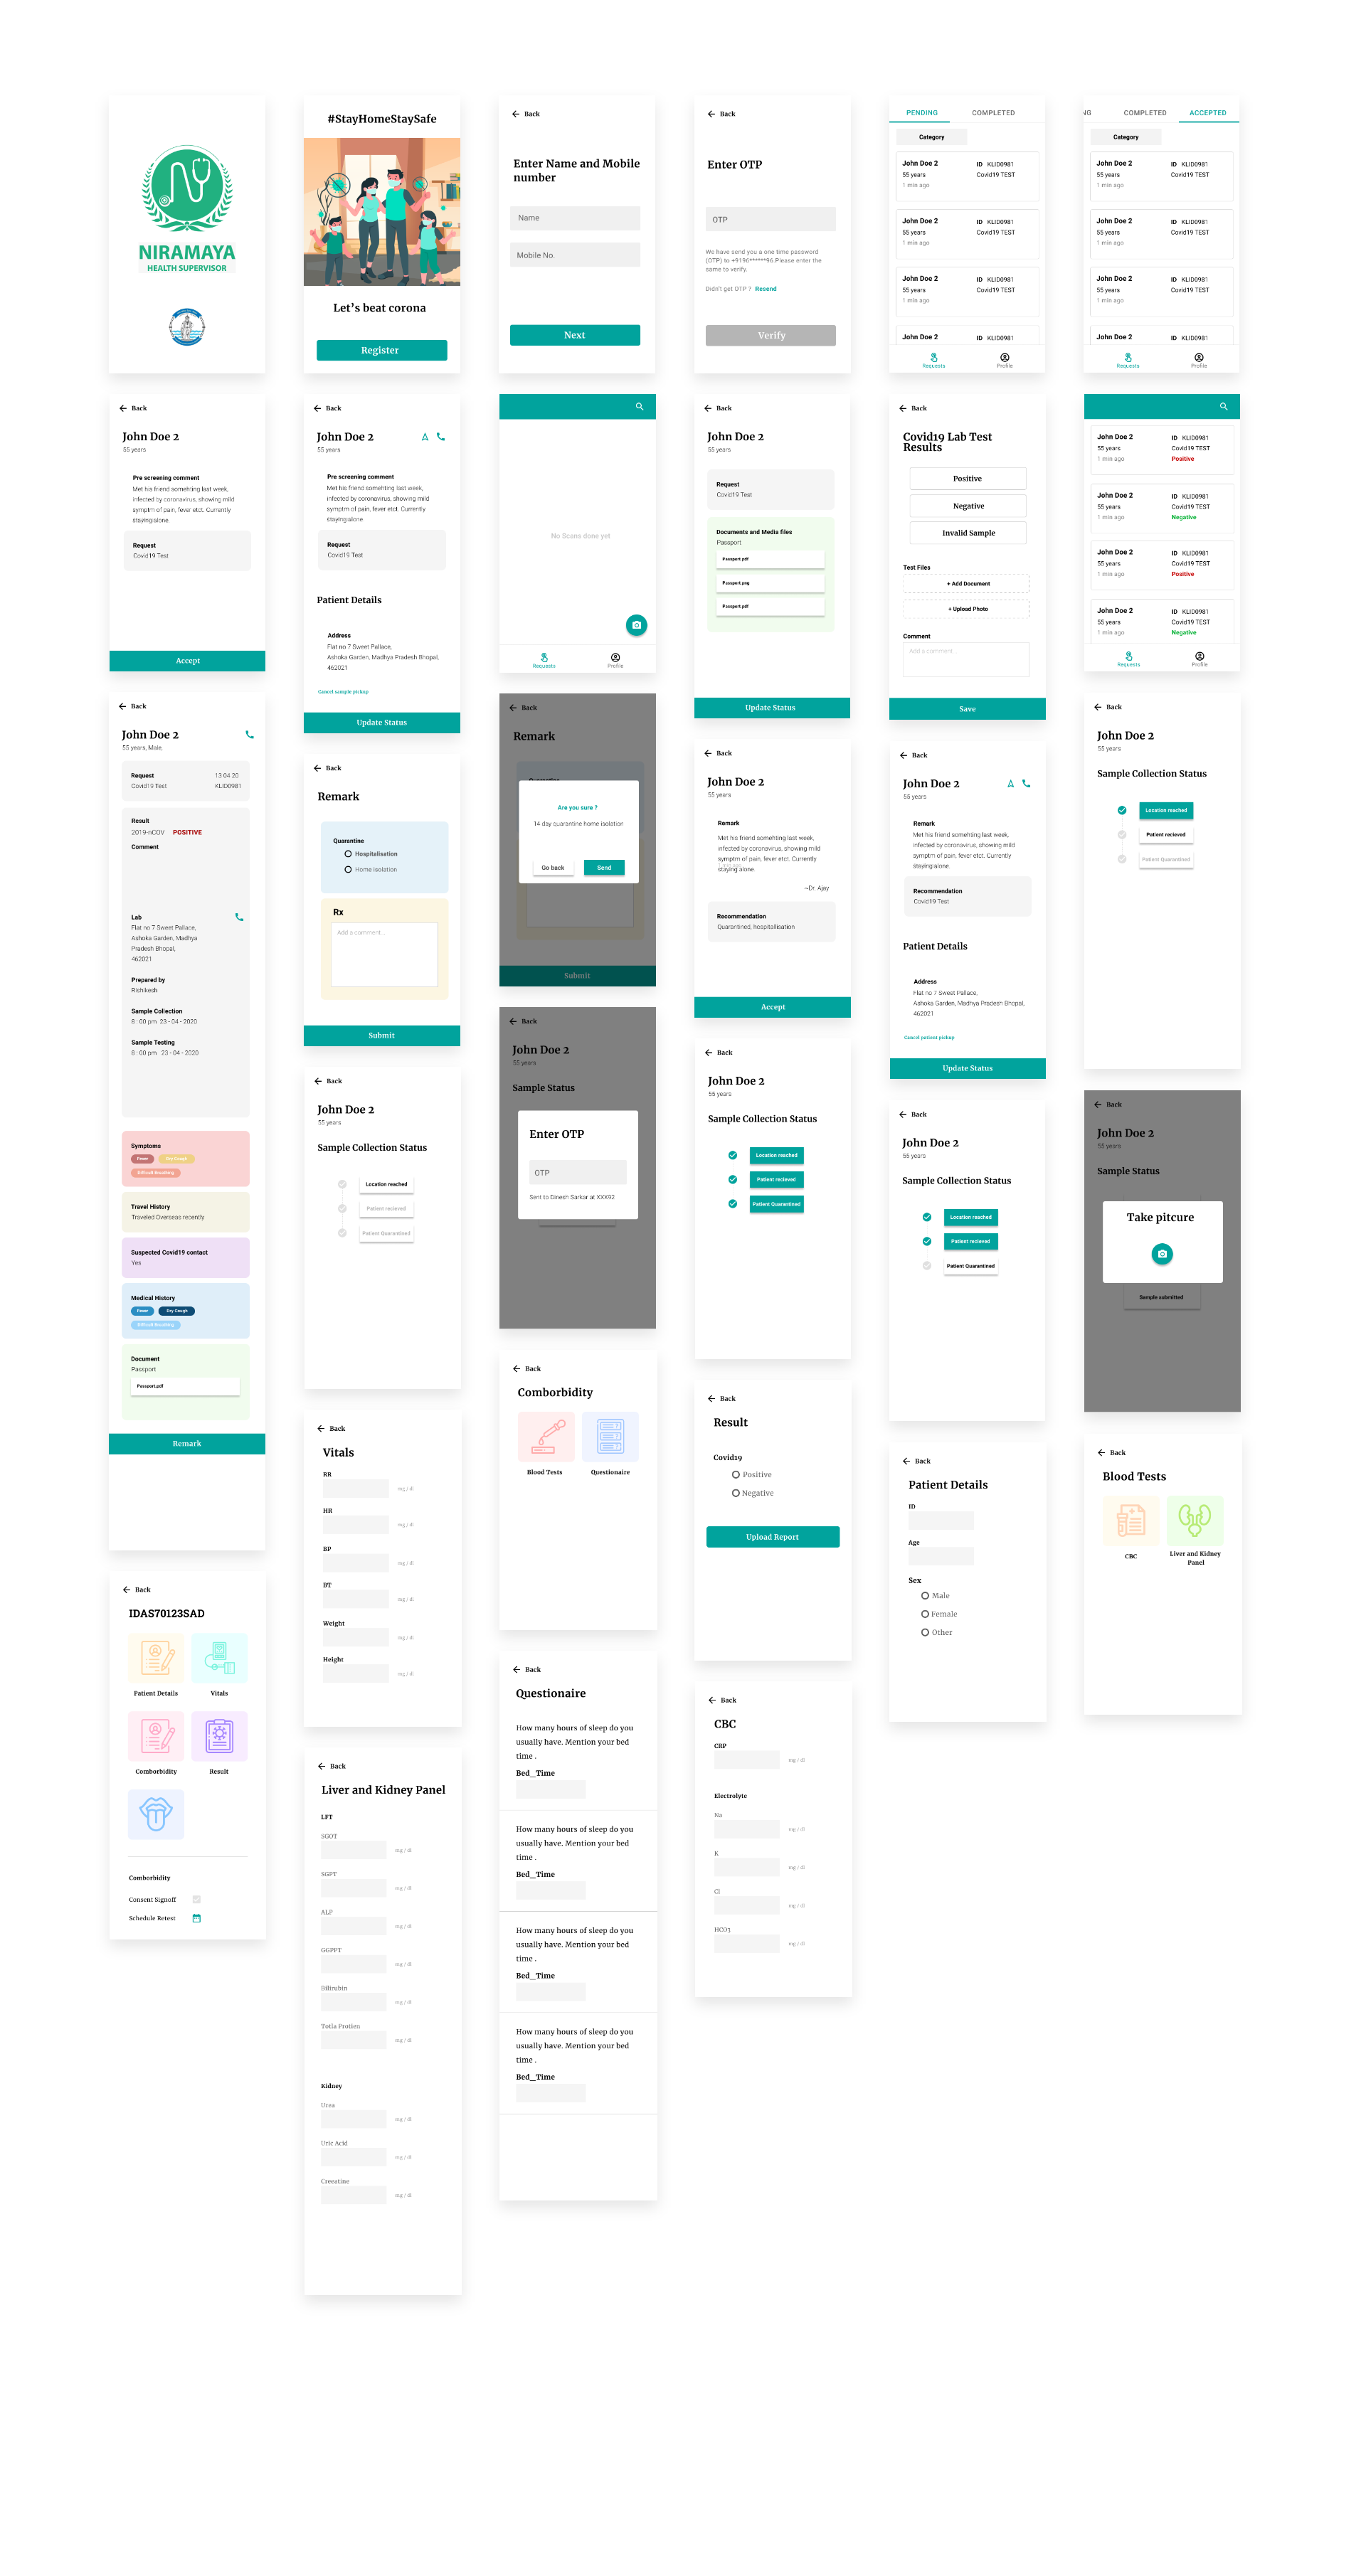 NIRAMAYA
HEALTH SUPERVISOR
#StayHomeStaySafe
Let's beat corona
Register
Back
Enter Name and Mobile
number
Name
Mobile No.
Next
Back
Enter OTP
OTP
We have send you a one time password
(OTP) to +9196******96 Please enter the
same to verify.
Didn't get OTP ? Resend
Verify
PENDING COMPLETED
Category
John Doe 2 ID KLID0981
55 years Covid19 TEST
1 min ago
John Doe 2 ID KLID0981
55 years Covid19 TEST
1 min ago
John Doe 2 ID KLID0981
55 years Covid19 TEST
1 min ago
John Doe 2 ID KLID0981
Requests Profile
NG COMPLETED ACCEPTED
Category
John Doe 2 ID KLID0981
55 years Covid19 TEST
1 min ago
John Doe 2 ID KLID0981
55 years Covid19 TEST
1 min ago
John Doe 2 ID KLID0981
55 years Covid19 TEST
1 min ago
John Doe 2 ID KLID0981
Requests Profile
Back
John Doe 2
55 years
Pre screening comment
Met his friend somehting last week,
infected by coronavirus, showing mild
symptm of pain, fever etct. Currently
staying alone.
Request
Covid19 Test
Accept
Back
John Doe 2
55 years
Pre screening comment
Met his friend somehting last week,
infected by coronavirus, showing mild
symptm of pain, fever etct. Currently
staying alone.
Request
Covid19 Test
Patient Details
Address
Flat no 7 Sweet Pallace,
Ashoka Garden, Madhya Pradesh Bhopal,
462021
Cancel sample pickup
Update Status
No Scans done yet
Requests Profile
Back
John Doe 2
55 years
Request
Covid19 Test
Documents and Media files
Passport
Passport.pdf
Passport.png
Passport.pdf
Update Status
Back
Covid19 Lab Test
Results
Positive
Negative
Invalid Sample
Test Files
+ Add Document
+ Upload Photo
Comment
Add a comment...
Save
John Doe 2 ID KLID0981
55 years Covid19 TEST
1 min ago Positive
John Doe 2 ID KLID0981
55 years Covid19 TEST
1 min ago Negative
John Doe 2 ID KLID0981
55 years Covid19 TEST
1 min ago Positive
John Doe 2 ID KLID0981
55 years Covid19 TEST
1 min ago Negative
Requests Profile
Back
John Doe 2
55 years, Male,
Request 13 04 20
Covid19 Test KLID0981
Result
2019-nCOV POSITIVE
Comment
Lab
Flat no 7 Sweet Pallace,
Ashoka Garden, Madhya
Pradesh Bhopal,
462021
Prepared by
Rishikesh
Sample Collection
8 : 00 pm 23 - 04 - 2020
Sample Testing
8 : 00 pm 23 - 04 - 2020
Symptoms
Fever Dry Cough
Difficult Breathing
Travel History
Traveled Overseas recently
Suspected Covid19 contact
Yes
Medical History
Fever Dry Cough
Difficult Breathing
Document
Passport
Passport.pdf
Remark
Back
Remark
Quarantine
Hospitalisation
Home isolation
Rx
Add a comment...
Submit
Back
Remark
Are you sure ?
14 day quarantine home isolation
Go back Send
Submit
Back
John Doe 2
55 years
Remark
Met his friend somehting last week,
infected by coronavirus, showing mild
symptm of pain, fever etct. Currently
staying alone.
~Dr. Ajay
Recommendation
Quarantined, hospitallisation
Accept
Back
John Doe 2
55 years
Remark
Met his friend somehting last week,
infected by coronavirus, showing mild
symptm of pain, fever etct. Currently
staying alone.
Recommendation
Covid19 Test
Patient Details
Address
Flat no 7 Sweet Pallace,
Ashoka Garden, Madhya Pradesh Bhopal,
462021
Cancel patient pickup
Update Status
Back
John Doe 2
55 years
Sample Collection Status
Location reached
Patient recieved
Patient Quarantined
Back
John Doe 2
55 years
Sample Collection Status
Location reached
Patient recieved
Patient Quarantined
Back
John Doe 2
55 years
Sample Status
Enter OTP
OTP
Sent to Dinesh Sarkar at XXX92
Back
John Doe 2
55 years
Sample Collection Status
Location reached
Patient recieved
Patient Quarantined
Back
John Doe 2
55 years
Sample Collection Status
Location reached
Patient recieved
Patient Quarantined
Back
John Doe 2
55 years
Sample Status
Take pitcure
Sample submitted
Back
IDAS70123SAD
Patient Details Vitals
Comborbidity Result
Comborbidity
Consent Signoff
Schedule Retest
Back
Vitals
RR
mg / dl
HR
mg / dl
BP
mg / dl
BT
mg / dl
Weight
mg / dl
Height
mg / dl
Back
Comborbidity
Blood Tests Questionaire
Back
Result
Covid19
Positive
Negative
Upload Report
Back
Patient Details
ID
Age
Sex
Male
Female
Other
Back
Blood Tests
CBC Liver and Kidney
Panel
Back
Liver and Kidney Panel
LFT
SGOT
mg / dl
SGPT
mg / dl
ALP
mg / dl
GGPPT
mg / dl
Billrubin
mg / dl
Totla Protien
mg / dl
Kidney
Urea
mg / dl
Uric Acid
mg / dl
Creeatine
mg / dl
Back
Questionaire
How many hours of sleep do you
usually have. Mention your bed
time .
Bed_Time
How many hours of sleep do you
usually have. Mention your bed
time .
Bed_Time
How many hours of sleep do you
usually have. Mention your bed
time .
Bed_Time
How many hours of sleep do you
usually have. Mention your bed
time .
Bed_Time
Back
CBC
CRP
mg / dl
Electrolyte
Na
mg / dl
K
mg / dl
Cl
mg / dl
HCO3
mg / dl